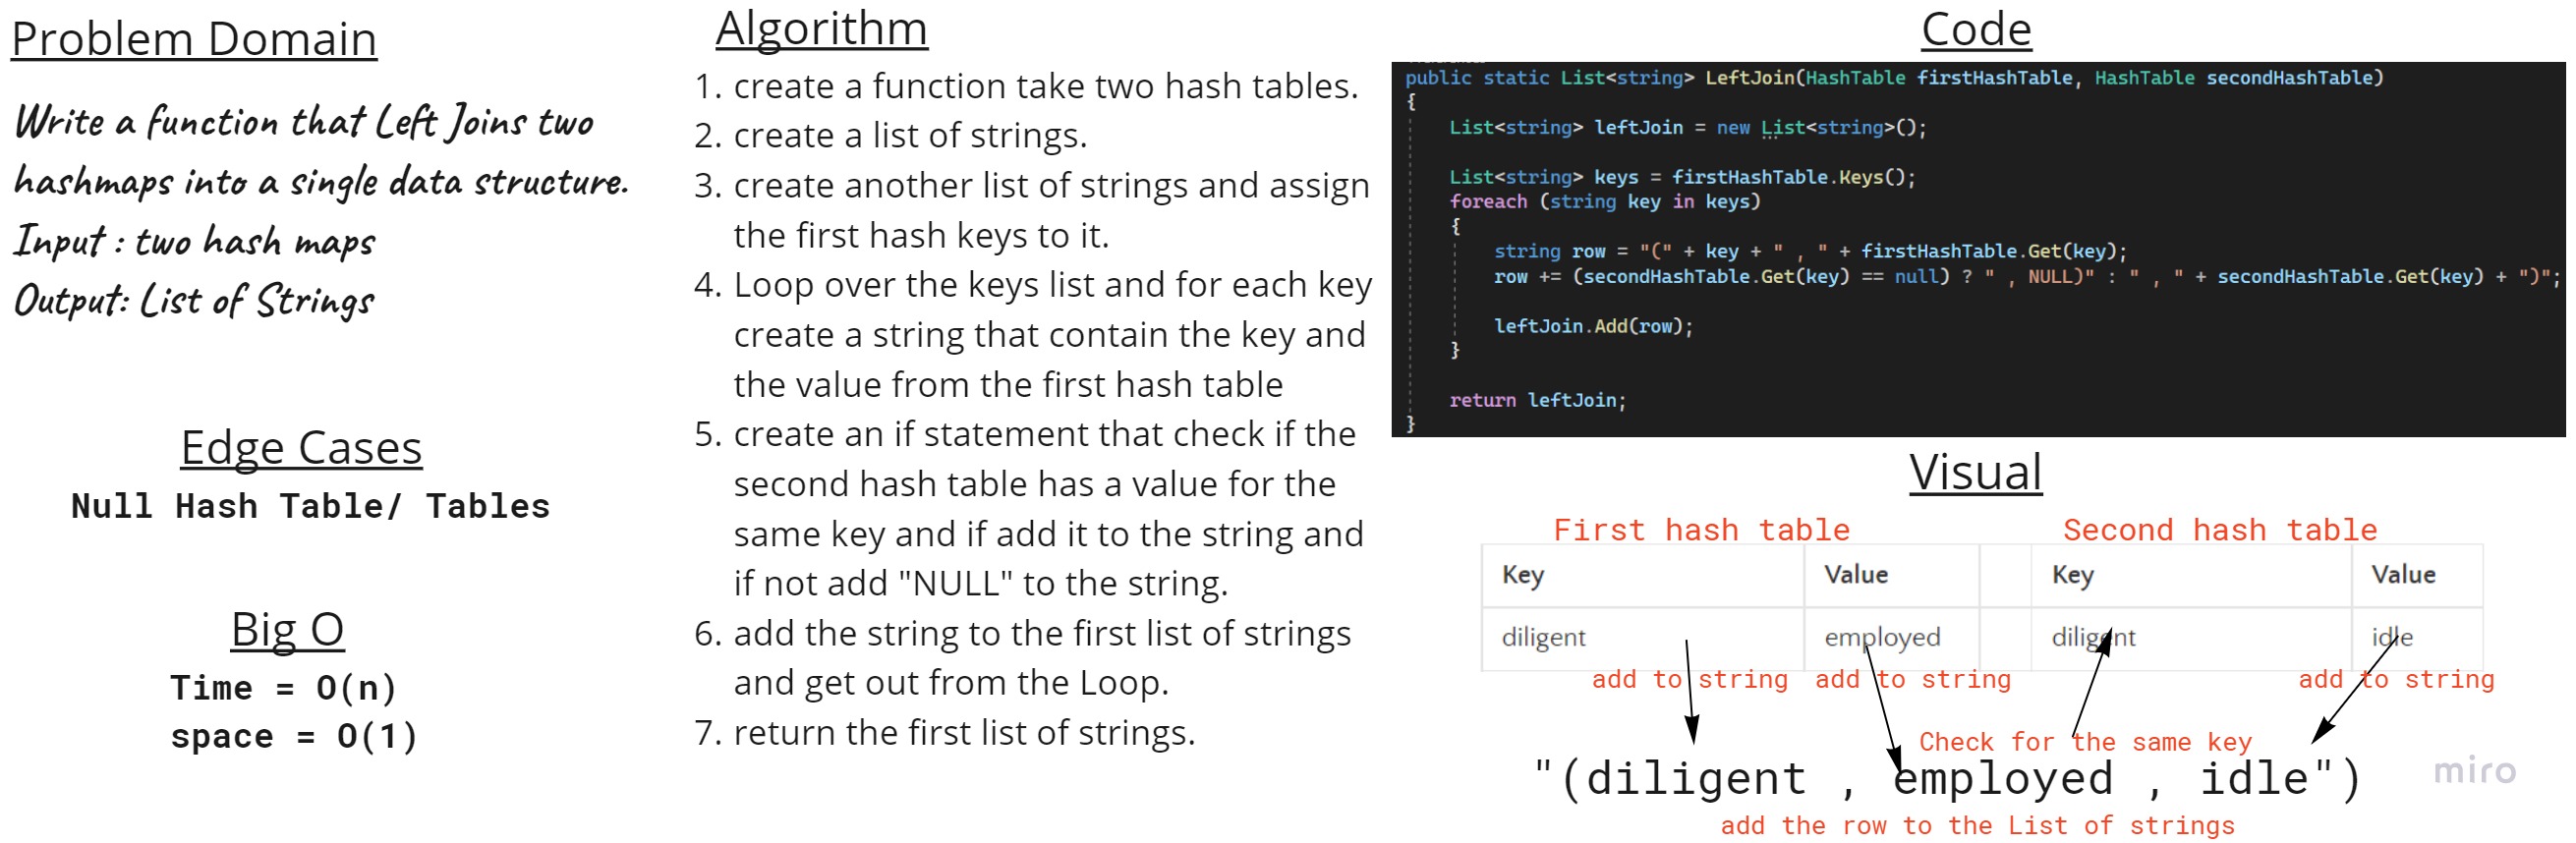 Problem Domain
Write a function that Left Joins two
hashmaps into a single data structure.
Input : two hash maps
Output: List of Strings
Edge Cases
Null Hash Table/ Tables
Big O
Time = O(n)
space = O(1)
Algorithm
1. create a function take two hash tables.
2. create a list of strings.
3. create another list of strings and assign
the first hash keys to it.
4. Loop over the keys list and for each key
create a string that contain the key and
the value from the first hash table
5. create an if statement that check if the
second hash table has a value for the
same key and if add it to the string and
if not add "NULL" to the string.
6. add the string to the first list of strings
and get out from the Loop.
7. return the first list of strings.
Code
public static List<string> LeftJoin(HashTable firstHashTable, HashTable secondHashTable)
{
List<string> leftJoin = new List<string>();
List<string> keys = firstHashTable.Keys();
foreach (string key in keys)
{
string row = "(" + key + " , " + firstHashTable.Get(key);
row += (secondHashTable.Get(key) == null) ? " , NULL)" : " , " + secondHashTable.Get(key) + ")";
leftJoin.Add(row);
}
return leftJoin;
}
Visual
First hash table Second hash table
Key Value Key Value
diligent employed diligent idle
add to string add to string add to string
Check for the same key
"(diligent , employed , idle")
miro
add the row to the List of strings